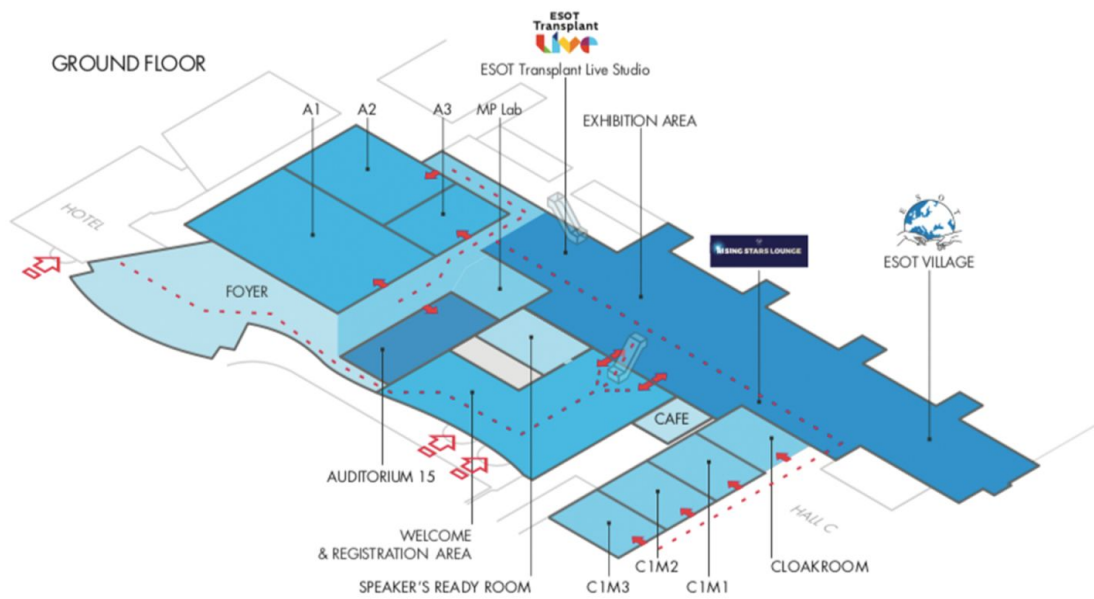 ESOT
Transplant
Live
ESOT Transplant Live Studio
GROUND FLOOR
A1
A2
A3
MP Lab
EXHIBITION AREA
HOTEL
ESOT
RISING STARS LOUNGE
ESOT VILLAGE
FOYER
CAFE
AUDITORIUM 15
HALL C
WELCOME
& REGISTRATION AREA
SPEAKER'S READY ROOM
C1M3
C1M2
C1M1
CLOAKROOM